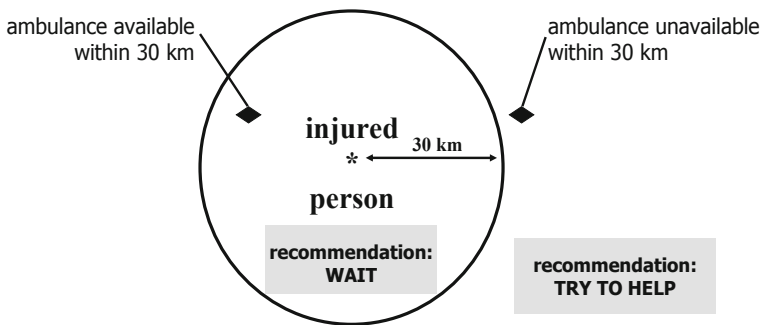 ambulance available
within 30 km
ambulance unavailable
within 30 km
injured
30 km
*
person
recommendation:
WAIT
recommendation:
TRY TO HELP